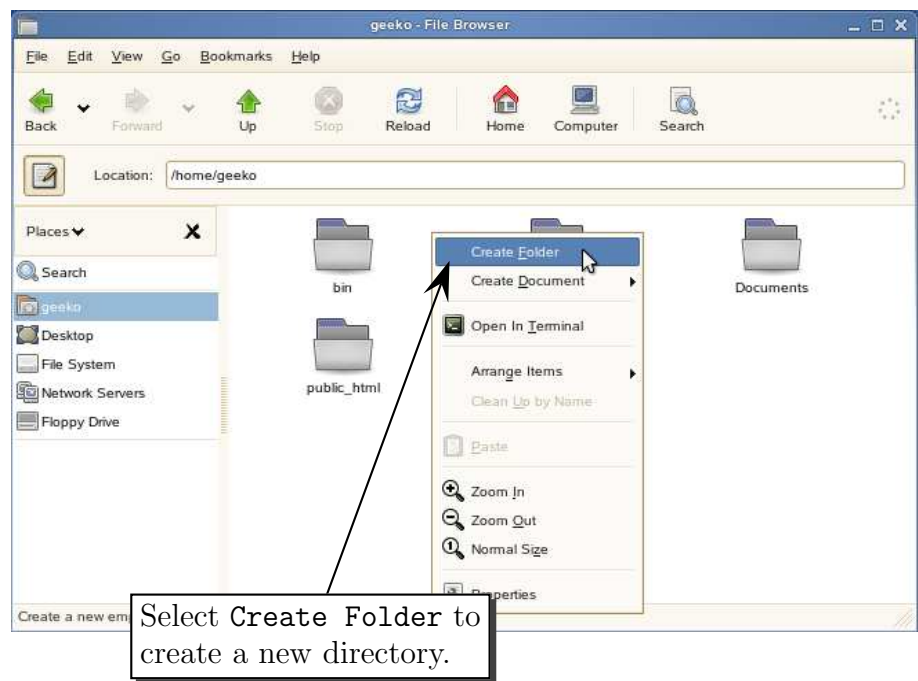 geeko - File Browser
File Edit View Go Bookmarks Help
Back Forward Up Stop Reload Home Computer Search
Location: /home/geeko
Places
Search
geeko
Desktop
File System
Network Servers
Floppy Drive
bin
Documents
public_html
Create Folder
Create Document
Open In Terminal
Arrange Items
Clean Up by Name
Paste
Zoom In
Zoom Out
Normal Size
Properties
Create a new
Select Create Folder to
create a new directory.